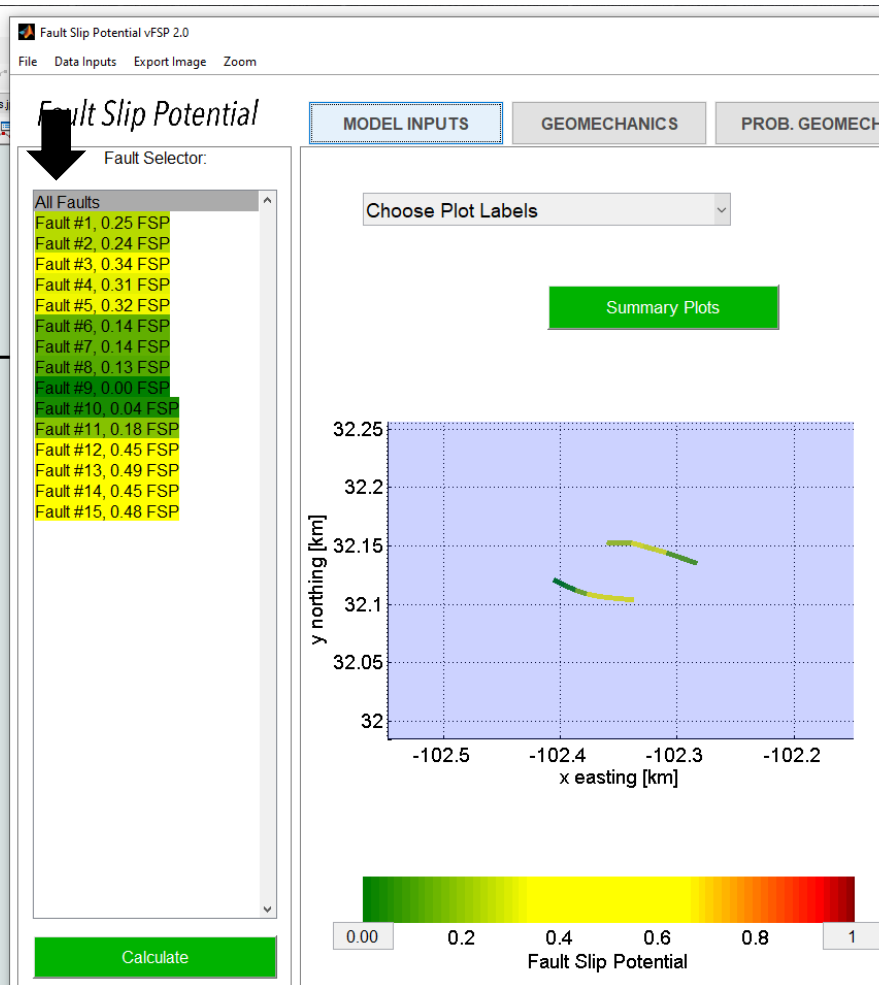 Fault Slip Potential vFSP 2.0
File Data Inputs Export Image Zoom
Fault Slip Potential
MODEL INPUTS GEOMECHANICS PROB. GEOMECH
Fault Selector:
All Faults
Fault #1, 0.25 FSP
Fault #2, 0.24 FSP
Fault #3, 0.34 FSP
Fault #4, 0.31 FSP
Fault #5, 0.32 FSP
Fault #6, 0.14 FSP
Fault #7, 0.14 FSP
Fault #8, 0.13 FSP
Fault #9, 0.00 FSP
Fault #10, 0.04 FSP
Fault #11, 0.18 FSP
Fault #12, 0.45 FSP
Fault #13, 0.49 FSP
Fault #14, 0.45 FSP
Fault #15, 0.48 FSP
Calculate
Choose Plot Labels
Summary Plots
32.25
32.2
32.15
32.1
32.05
32
y northing [km]
-102.5 -102.4 -102.3 -102.2
x easting [km]
0.00 0.2 0.4 0.6 0.8 1
Fault Slip Potential